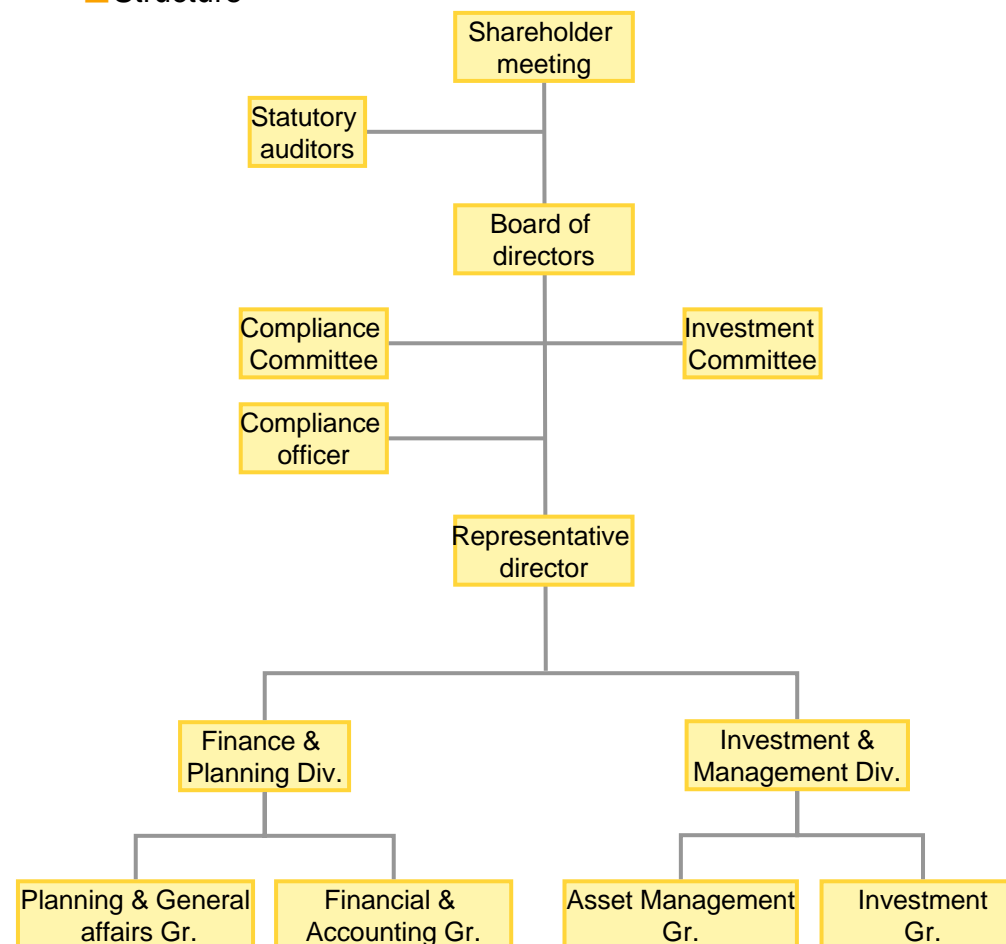 Structure
Shareholder
meeting
Statutory
auditors
Board of
directors
Compliance
Committee
Investment
Committee
Compliance
officer
Representative
director
Finance &
Planning Div.
Investment &
Management Div.
Planning & General
affairs Gr.
Financial &
Accounting Gr.
Asset Management
Gr.
Investment
Gr.